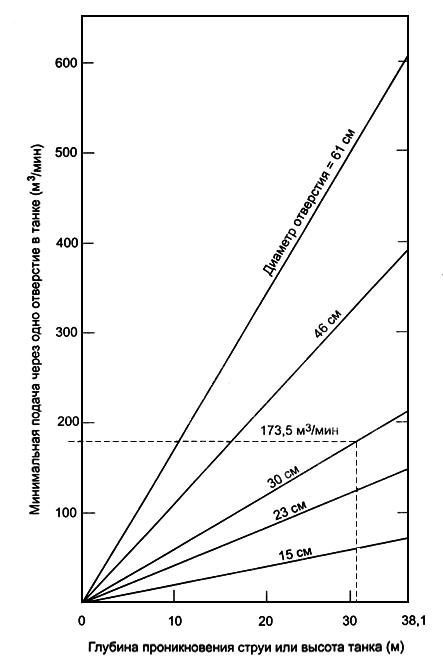 Минимальная подача через одно отверстие в танке (м³/мин)
600
500
400
300
200
100
Диаметр отверстия = 61 см
46 см
173,5 м³/мин
30 см
23 см
15 см
0 10 20 30 38,1
Глубина проникновения струи или высота танка (м)